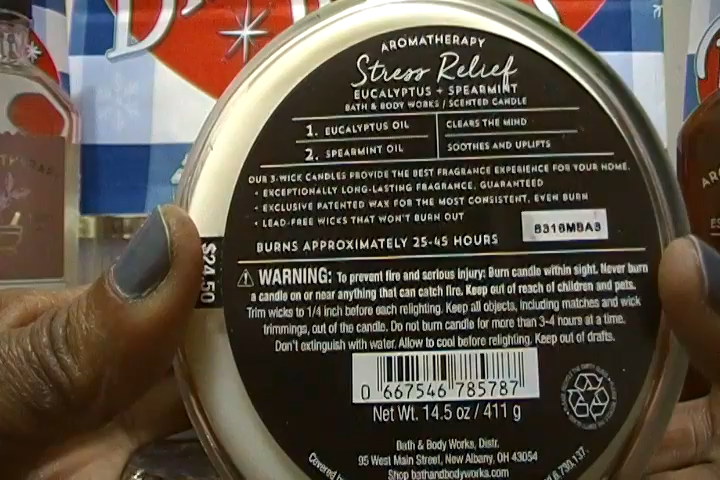 AROMATHERAPY
Stress Relief
EUCALYPTUS + SPEARMINT
BATH & BODY WORKS / SCENTED CANDLE
1. EUCALYPTUS OIL CLEARS THE MIND
2. SPEARMINT OIL SOOTHES AND UPLIFTS
OUR 3-WICK CANDLES PROVIDE THE BEST FRAGRANCE EXPERIENCE FOR YOUR HOME.
• EXCEPTIONALLY LONG-LASTING FRAGRANCE, GUARANTEED
• EXCLUSIVE PATENTED WAX FOR THE MOST CONSISTENT, EVEN BURN
• LEAD-FREE WICKS THAT WON'T BURN OUT
BURNS APPROXIMATELY 25-45 HOURS
8316MBA3
$24.50
WARNING: To prevent fire and serious injury: Burn candle within sight. Never burn
a candle on or near anything that can catch fire. Keep out of reach of children and pets.
Trim wicks to 1/4 inch before each relighting. Keep all objects, including matches and wick
trimmings, out of the candle. Do not burn candle for more than 3-4 hours at a time.
Don't extinguish with water. Allow to cool before relighting. Keep out of drafts.
0 667546 785787
Net Wt. 14.5 oz / 411 g
Bath & Body Works, Distr.
95 West Main Street, New Albany, OH 43054
Shop bathandbodyworks.com
Covered by